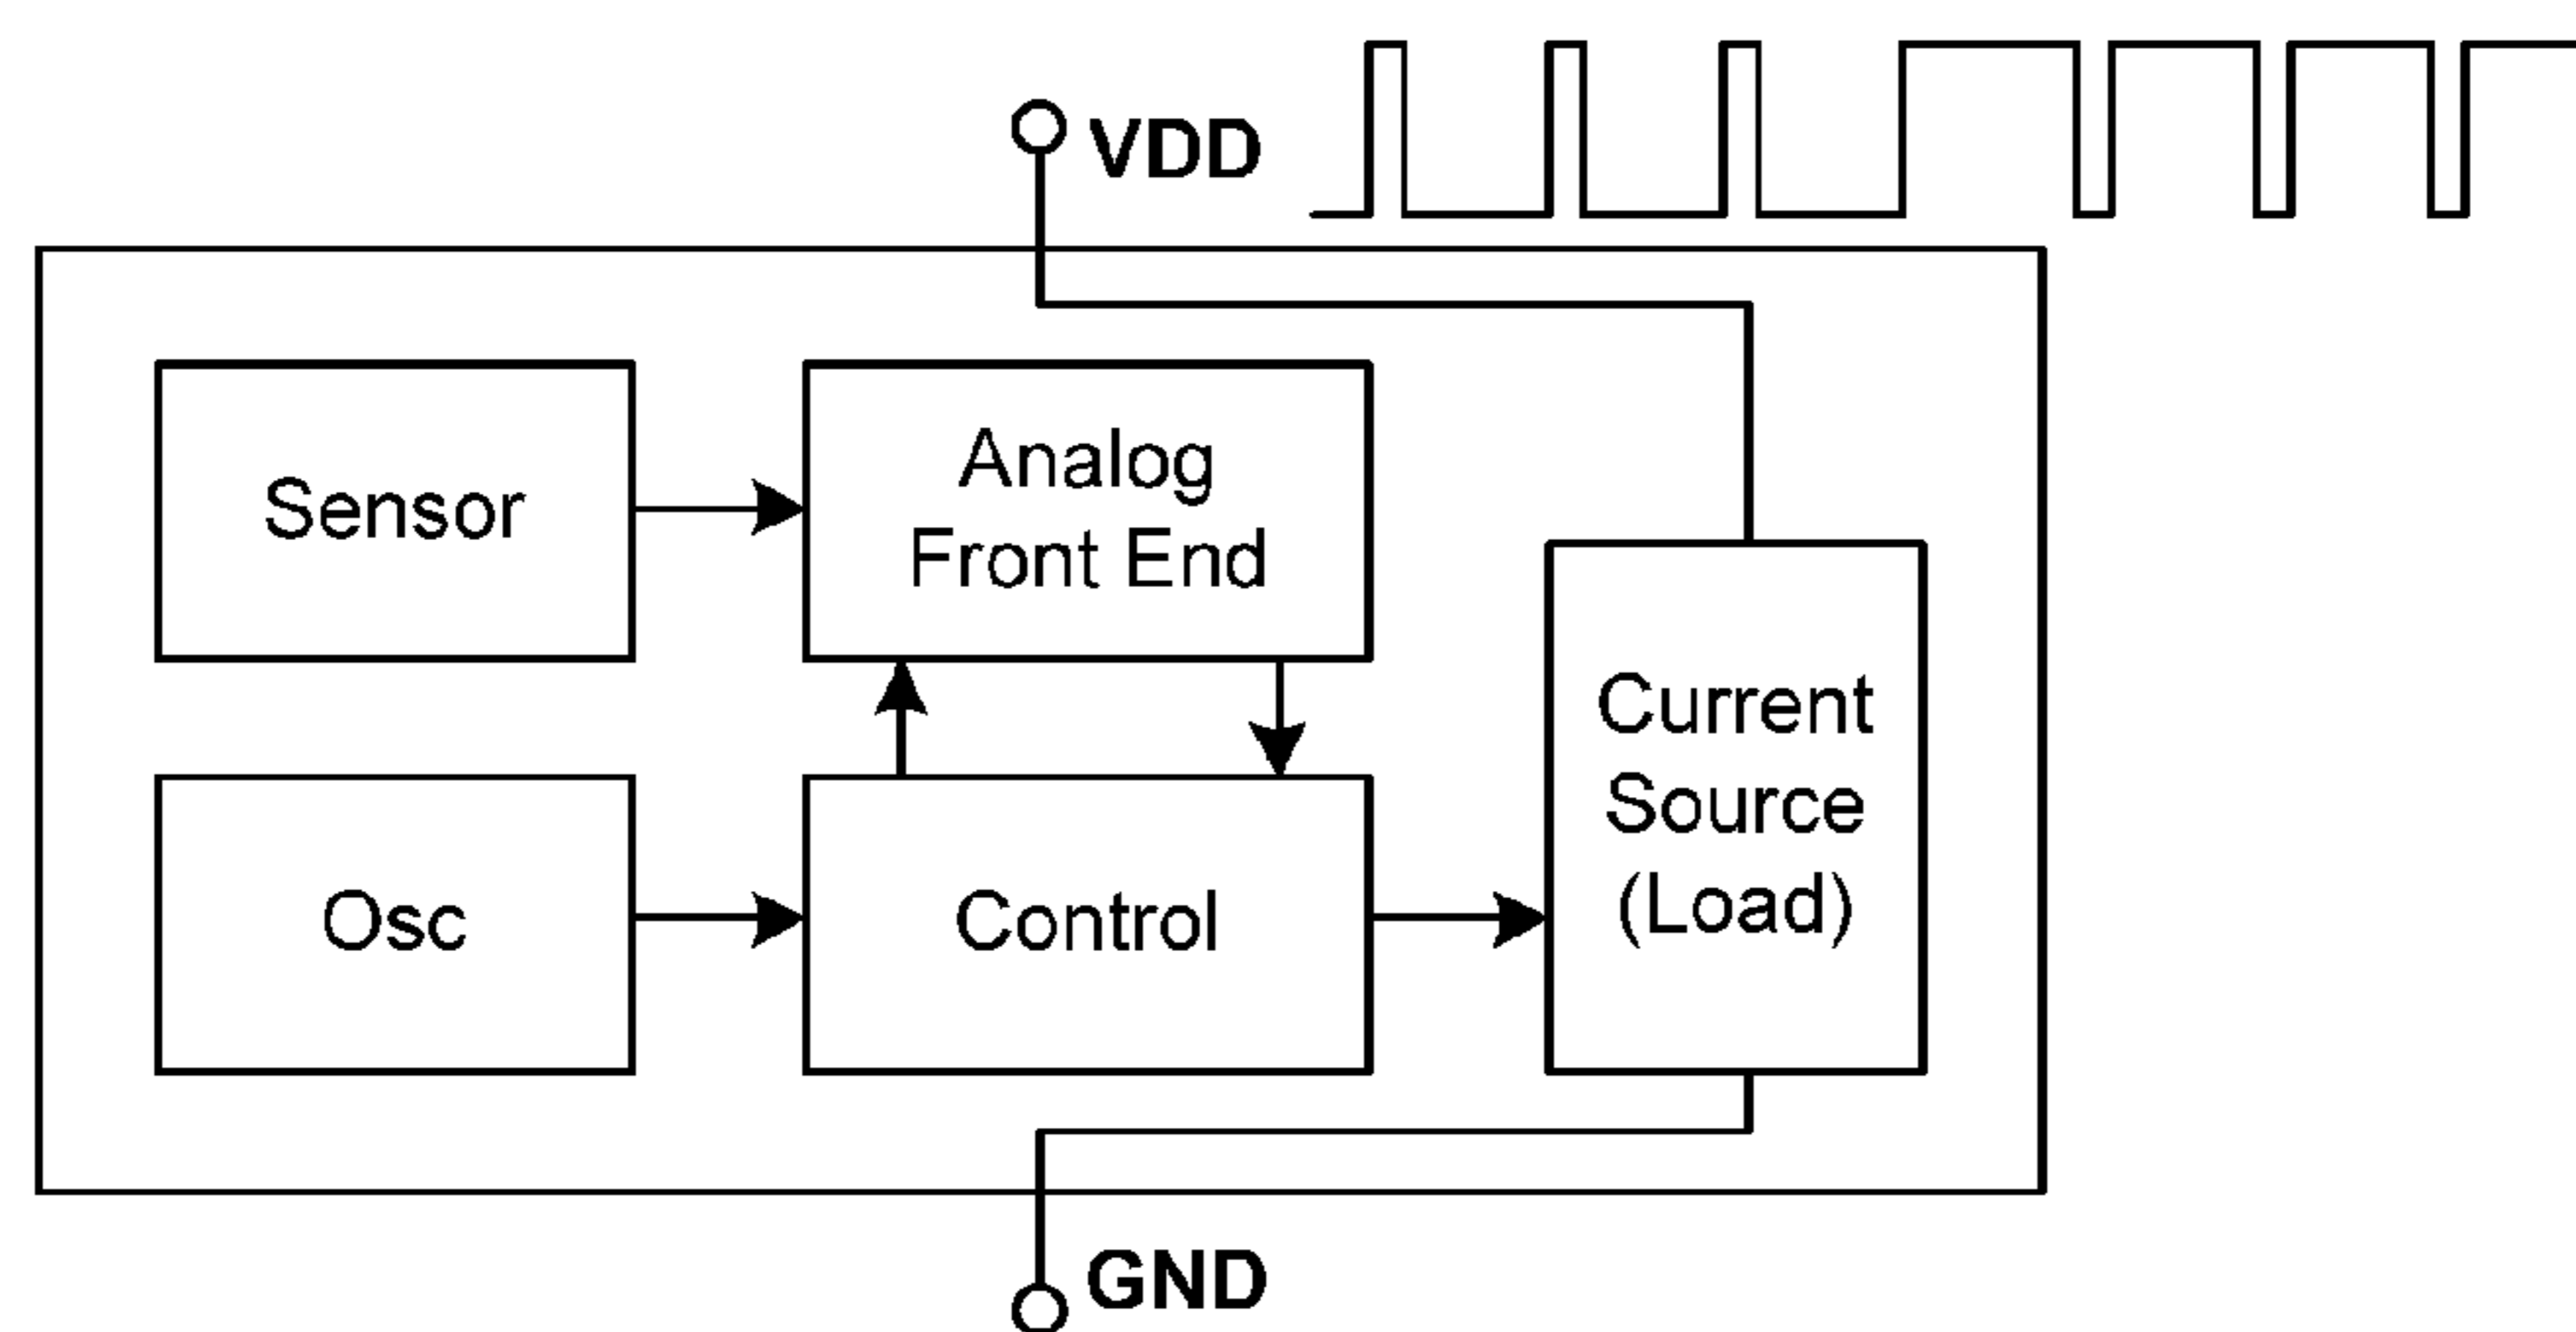 VDD
Sensor
Analog
Front End
Current
Source
(Load)
Osc
Control
GND